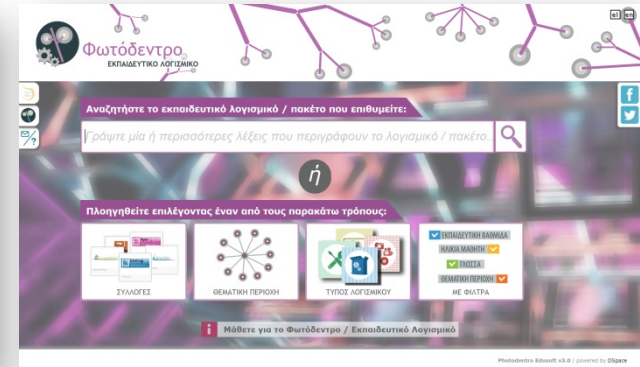 el en
Φωτόδεντρο
ΕΚΠΑΙΔΕΥΤΙΚΟ ΛΟΓΙΣΜΙΚΟ
Αναζητήστε το εκπαιδευτικό λογισμικό / πακέτο που επιθυμείτε:
Γράψτε μία ή περισσότερες λέξεις που περιγράφουν το λογισμικό / πακέτο.
ή
Πλοηγηθείτε επιλέγοντας έναν από τους παρακάτω τρόπους:
ΕΚΠΑΙΔΕΥΤΙΚΗ ΒΑΘΜΙΔΑ
ΗΛΙΚΙΑ ΜΑΘΗΤΗ
ΓΛΩΣΣΑ
ΘΕΜΑΤΙΚΗ ΠΕΡΙΟΧΗ
ΣΥΛΛΟΓΕΣ
ΘΕΜΑΤΙΚΗ ΠΕΡΙΟΧΗ
ΤΥΠΟΣ ΛΟΓΙΣΜΙΚΟΥ
ΜΕ ΦΙΛΤΡΑ
i Μάθετε για το Φωτόδεντρο / Εκπαιδευτικό Λογισμικό
Photodentro Edusoft v3.0 / powered by DSpace